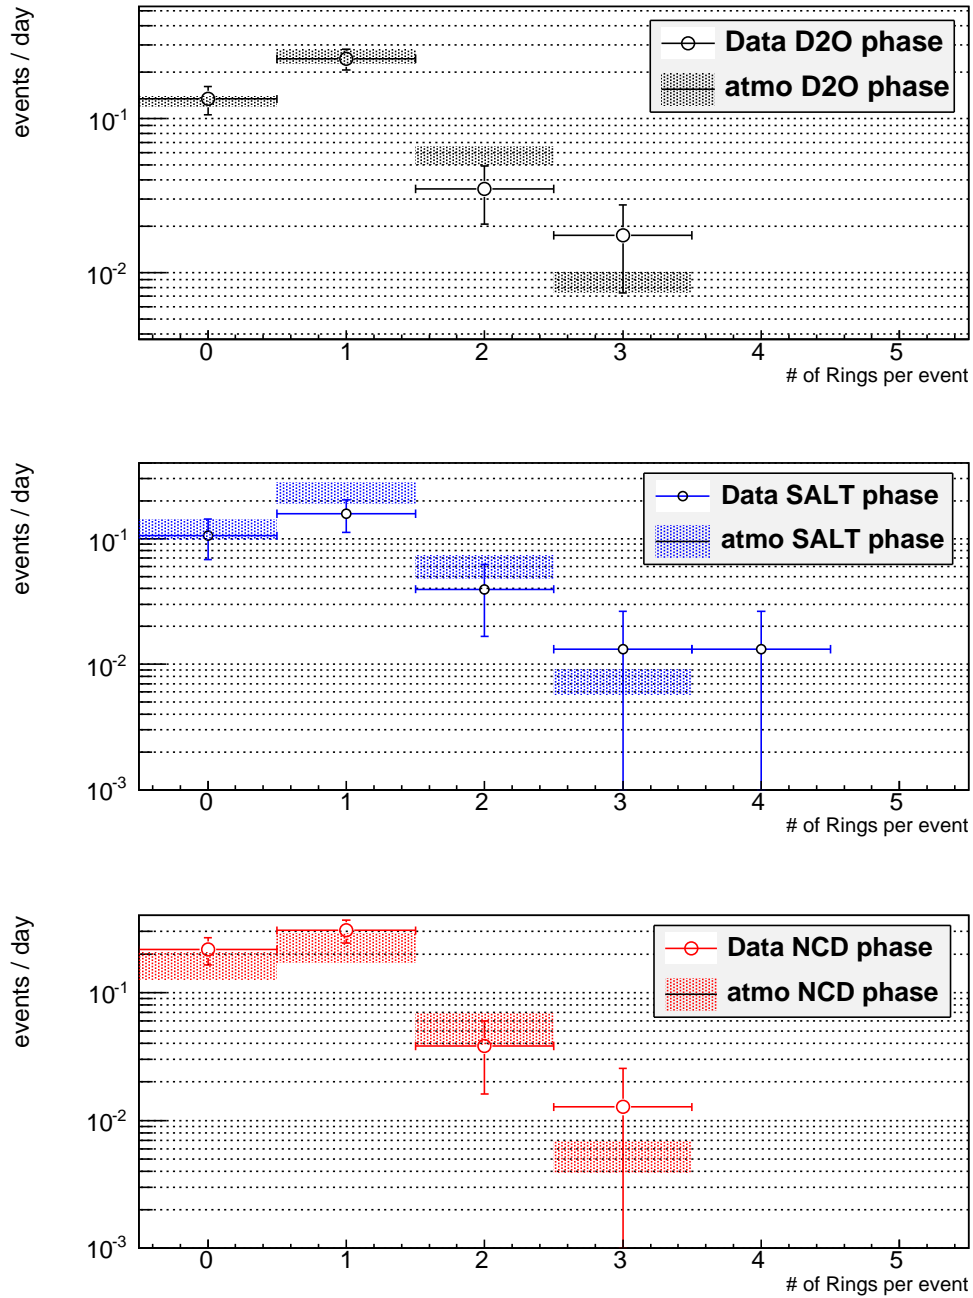 events / day
Data D2O phase
atmo D2O phase
10-1
10-2
0 1 2 3 4 5
# of Rings per event
events / day
Data SALT phase
atmo SALT phase
10-1
10-2
10-3
0 1 2 3 4 5
# of Rings per event
events / day
Data NCD phase
atmo NCD phase
10-1
10-2
10-3
0 1 2 3 4 5
# of Rings per event